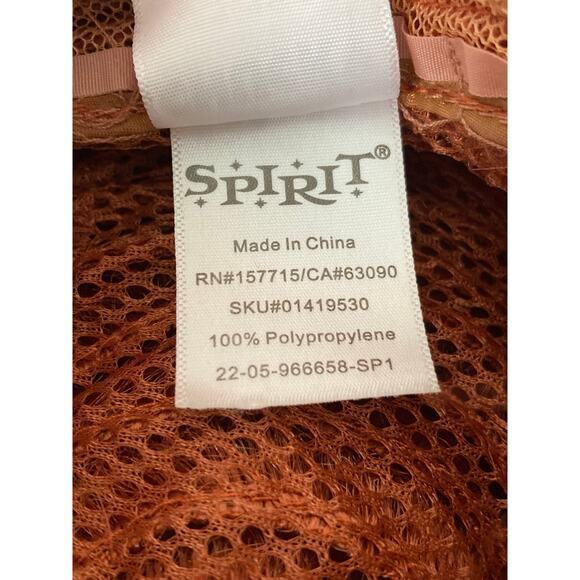 SPIRIT®
Made In China
RN#157715/CA#63090
SKU#01419530
100% Polypropylene
22-05-966658-SP1